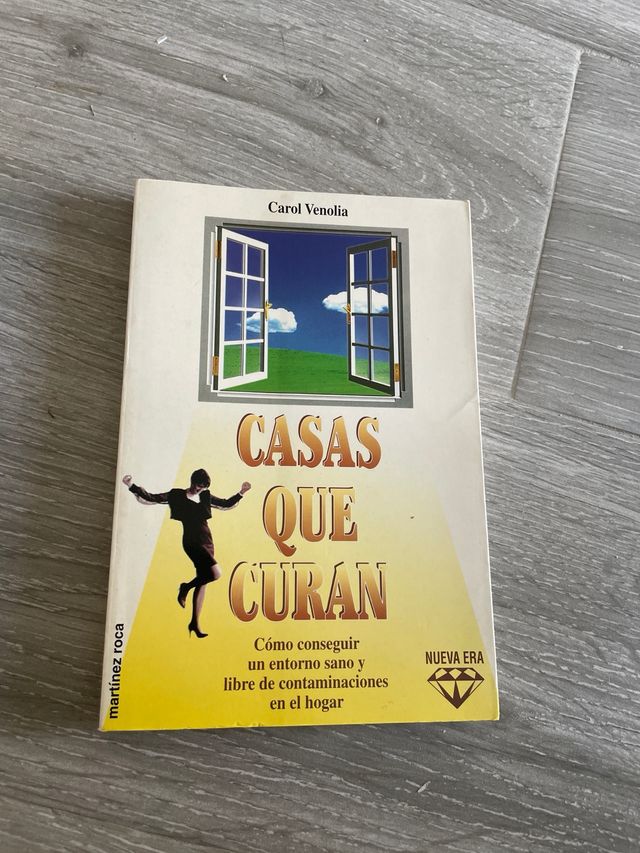 Carol Venolia
CASAS
QUE
CURAN
Cómo conseguir
un entorno sano y
libre de contaminaciones
en el hogar
NUEVA ERA
martínez roca